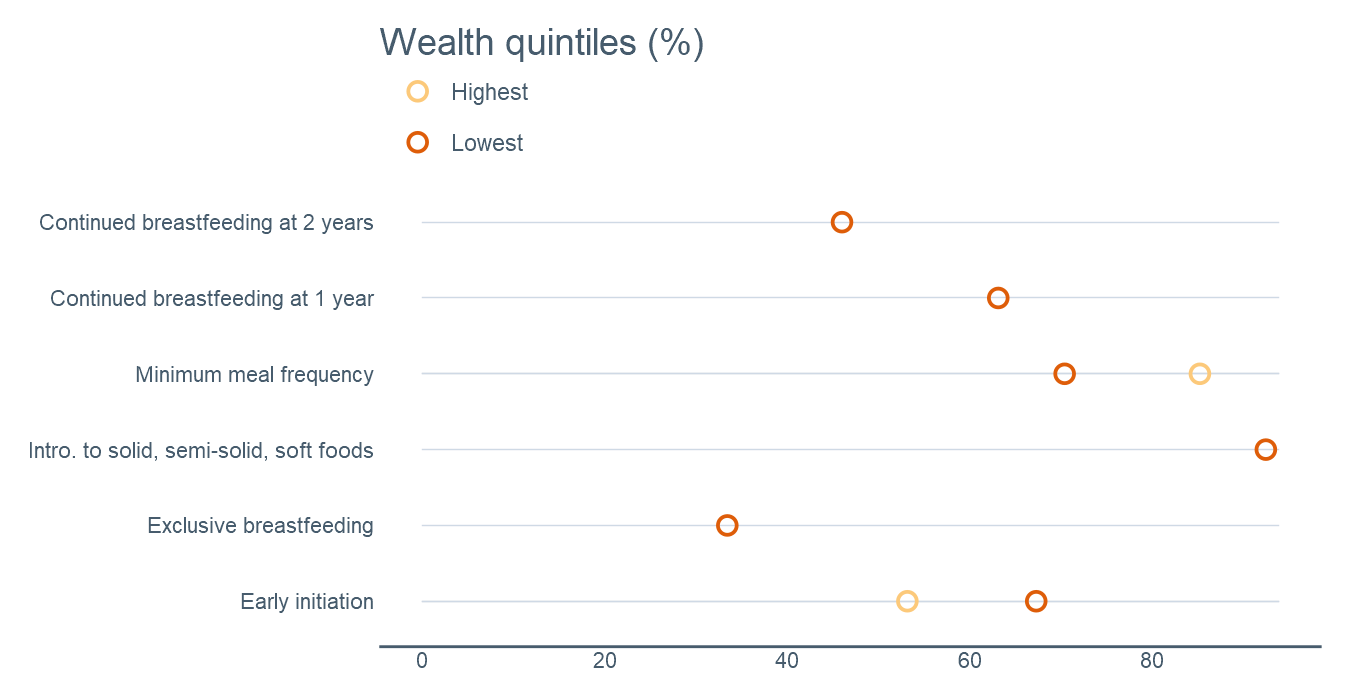 Wealth quintiles (%)
Highest
Lowest
Continued breastfeeding at 2 years
Continued breastfeeding at 1 year
Minimum meal frequency
Intro. to solid, semi-solid, soft foods
Exclusive breastfeeding
Early initiation
0 20 40 60 80